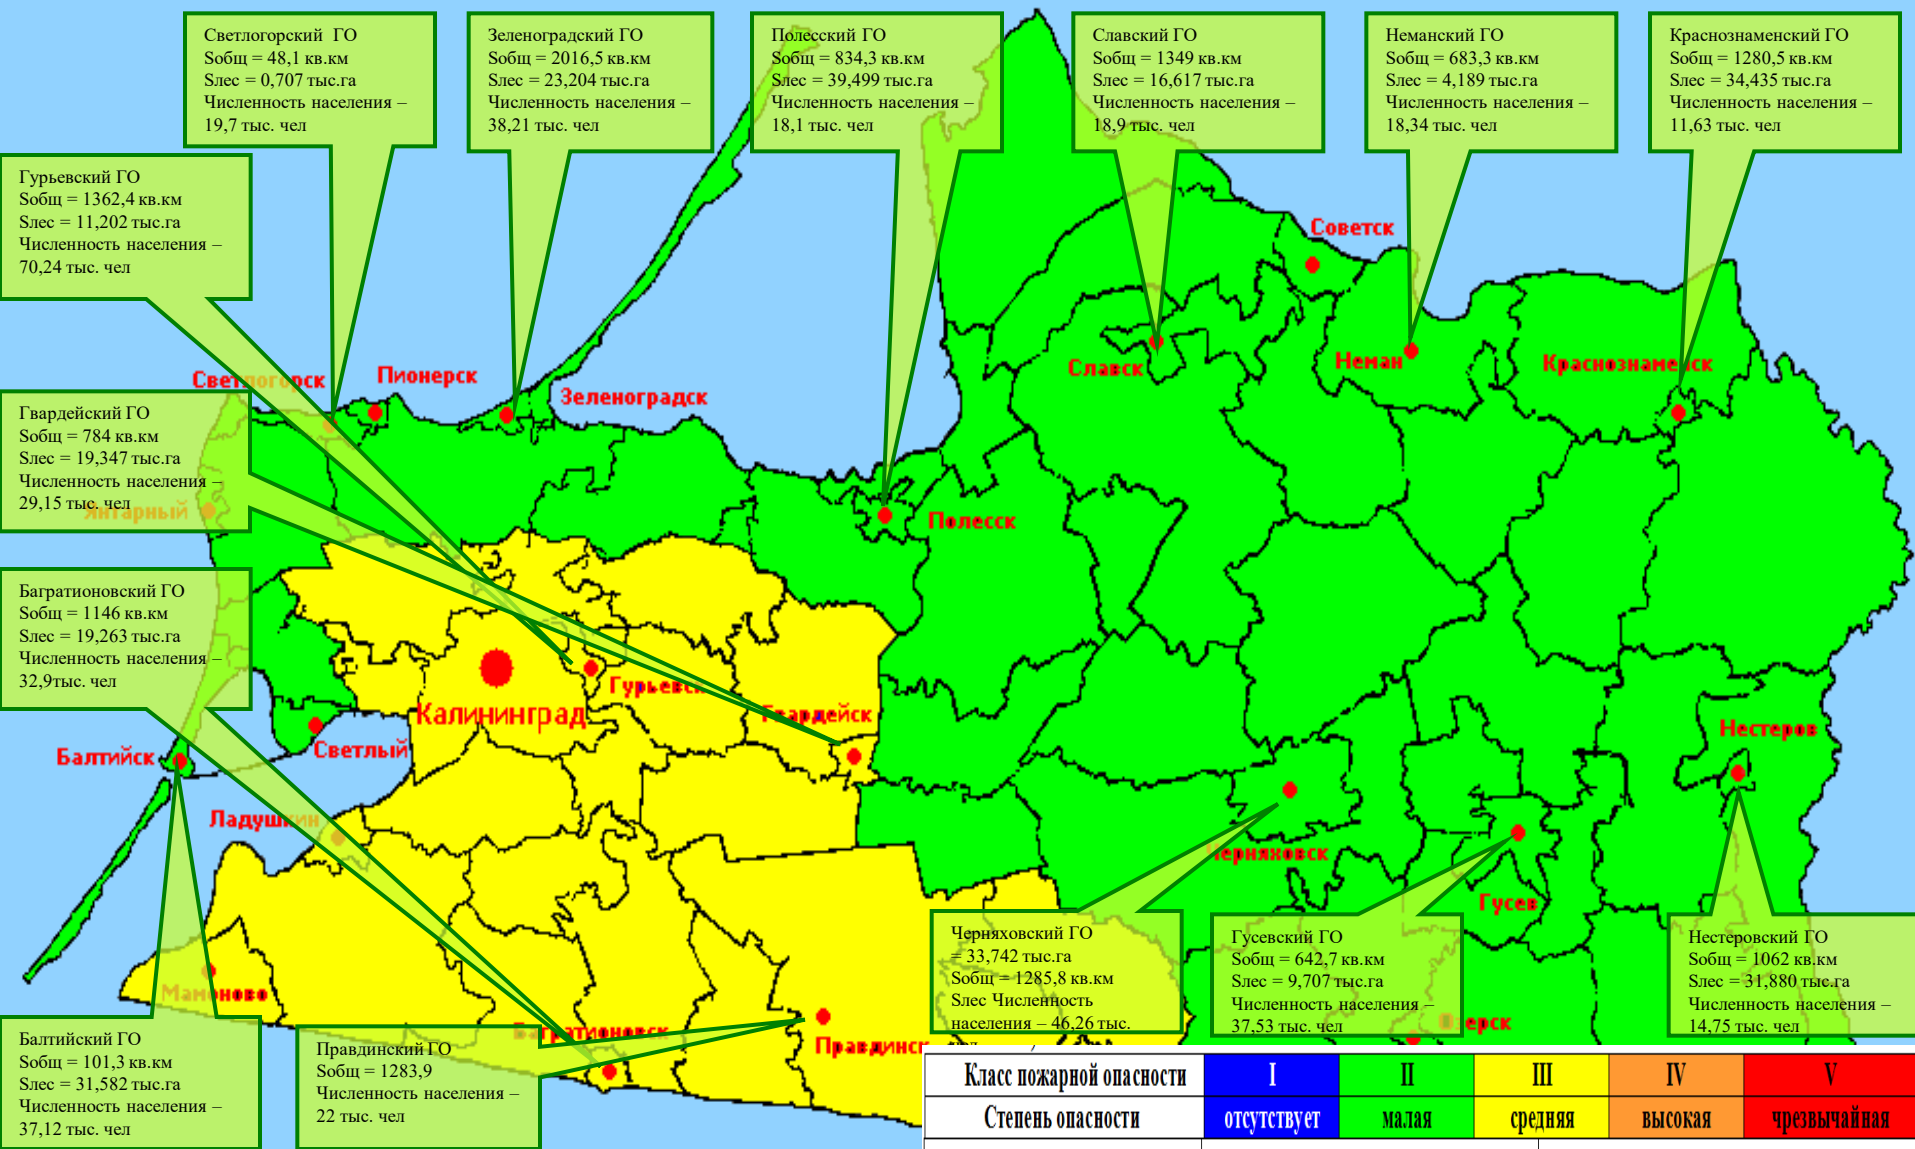 Светлогорский ГО
Sобщ = 48,1 кв.км
Sлес = 0,707 тыс.га
Численность населения –
19,7 тыс. чел
Зеленоградский ГО
Sобщ = 2016,5 кв.км
Sлес = 23,204 тыс.га
Численность населения –
38,21 тыс. чел
Полесский ГО
Sобщ = 834,3 кв.км
Sлес = 39,499 тыс.га
Численность населения –
18,1 тыс. чел
Славский ГО
Sобщ = 1349 кв.км
Sлес = 16,617 тыс.га
Численность населения –
18,9 тыс. чел
Неманский ГО
Sобщ = 683,3 кв.км
Sлес = 4,189 тыс.га
Численность населения –
18,34 тыс. чел
Краснознаменский ГО
Sобщ = 1280,5 кв.км
Sлес = 34,435 тыс.га
Численность населения –
11,63 тыс. чел
Гурьевский ГО
Sобщ = 1362,4 кв.км
Sлес = 11,202 тыс.га
Численность населения –
70,24 тыс. чел
Советск
Славск
Неман
Краснознаменск
Светлогорск
Пионерск
Зеленоградск
Гвардейский ГО
Sобщ = 784 кв.км
Sлес = 19,347 тыс.га
Численность населения –
29,15 тыс. чел
Янтарный
Полесск
Багратионовский ГО
Sобщ = 1146 кв.км
Sлес = 19,263 тыс.га
Численность населения –
32,9тыс. чел
Гурьевск
Калининград
Гвардейск
Нестеров
Светлый
Балтийск
Ладушкин
Черняховск
Гусев
Мамоново
Черняховский ГО
= 33,742 тыс.га
Sобщ = 1285,8 кв.км
Sлес Численность
населения – 46,26 тыс.
Гусевский ГО
Sобщ = 642,7 кв.км
Sлес = 9,707 тыс.га
Численность населения –
37,53 тыс. чел
Нестеровский ГО
Sобщ = 1062 кв.км
Sлес = 31,880 тыс.га
Численность населения –
14,75 тыс. чел
Озерск
Балтийский ГО
Sобщ = 101,3 кв.км
Sлес = 31,582 тыс.га
Численность населения –
37,12 тыс. чел
Правдинский ГО
Sобщ = 1283,9
Численность населения –
22 тыс. чел
Багратионовск
Правдинск
Класс пожарной опасности I II III IV V
Степень опасности отсутствует малая средняя высокая чрезвычайная